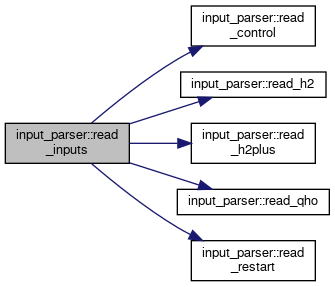 input_parser::read
_inputs
input_parser::read
_control
input_parser::read_h2
input_parser::read
_h2plus
input_parser::read_qho
input_parser::read
_restart